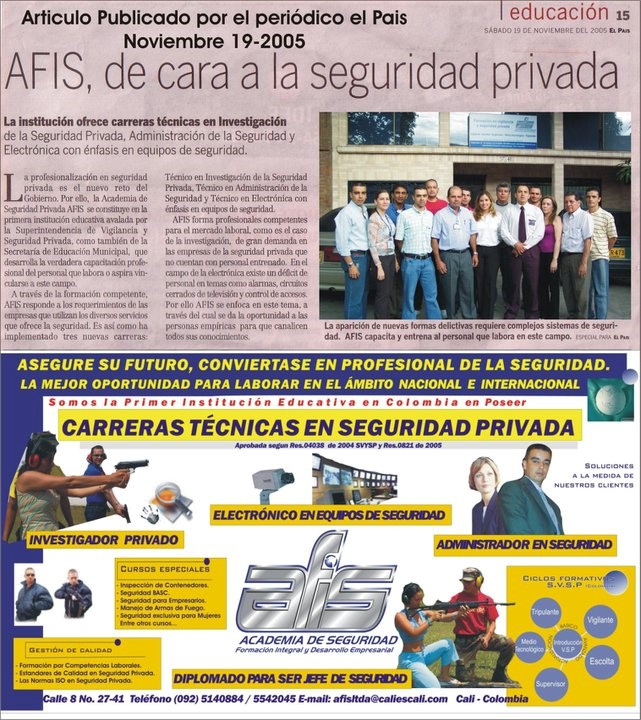 Articulo Publicado por el periódico el Pais
Noviembre 19-2005
educación 15
SÁBADO 19 DE NOVIEMBRE DEL 2005 EL PAIS
AFIS, de cara a la seguridad privada
La institución ofrece carreras técnicas en Investigación
de la Seguridad Privada, Administración de la Seguridad y
Electrónica con énfasis en equipos de seguridad.
La profesionalización en seguridad
privada es el nuevo reto del
Gobierno. Por ello, la Academia de
Seguridad Privada AFIS se constituye en la
primera institución educativa avalada por
la Superintendencia de Vigilancia y
Seguridad Privada, como también de la
Secretaria de Educación Municipal, que
desarrolla la verdadera capacitación profe-
sional del personal que labora o aspira vin-
cularse a este campo.
A través de la formación competente,
AFIS responde a los requerimientos de las
empresas que utilizan los diversos servicios
que ofrece la seguridad. Es así como ha
implementado tres nuevas carreras:
Técnico en Investigación de la Seguridad
Privada, Técnico en Administración de la
Seguridad y Técnico en Electrónica con
énfasis en equipos de seguridad.
AFIS forma profesionales competentes
para el mercado laboral, como es el caso
de la investigación, de gran demanda en
las empresas de la seguridad privada que
no cuentan con personal entrenado. En el
campo de la electrónica existe un déficit de
personal en temas como alarmas, circuitos
cerrados de televisión y control de accesos.
Por ello AFIS se enfoca en este tema, a
través del cual se da la oportunidad a las
personas empíricas para que canalicen
todos sus conocimientos.
La aparición de nuevas formas delictivas requiere complejos sistemas de seguri-
dad. AFIS capacita y entrena al personal que labora en este campo. ESPECIAL PARA EL PAIS
ASEGURE SU FUTURO, CONVIERTASE EN PROFESIONAL DE LA SEGURIDAD.
LA MEJOR OPORTUNIDAD PARA LABORAR EN EL ÁMBITO NACIONAL E INTERNACIONAL
Somos la Primer Institución Educativa en Colombia en Poseer
CARRERAS TÉCNICAS EN SEGURIDAD PRIVADA
Aprobada segun Res.04038 de 2004 SVYSP y Res.0821 de 2005
SOLUCIONES
A LA MEDIDA DE
NUESTROS CLIENTES
INVESTIGADOR PRIVADO
ELECTRÓNICO EN EQUIPOS DE SEGURIDAD
ADMINISTRADOR EN SEGURIDAD
CURSOS ESPECIALES
- Inspección de Contenedores.
- Seguridad BASC.
- Seguridad para Empresarios.
- Manejo de Armas de Fuego.
- Seguridad exclusiva para Mujeres
Entre otros cursos...
afis
ACADEMIA DE SEGURIDAD
Formación Integral y Desarrollo Empresarial
GESTIÓN DE CALIDAD
- Formación por Competencias Laborales.
- Estandares de Calidad en Seguridad Privada.
- Las Normas ISO en Seguridad Privada.
DIPLOMADO PARA SER JEFE DE SEGURIDAD
CICLOS FORMATIVOS
S.V.S.P
Tripulante
Vigilante
Medio
Tecnológico
Introducción
V.S.P
BASICO
Escolta
Supervisor
Calle 8 No. 27-41 Teléfono (092) 5140884 / 5542045 E-mail: afisltda@caliescali.com Cali - Colombia